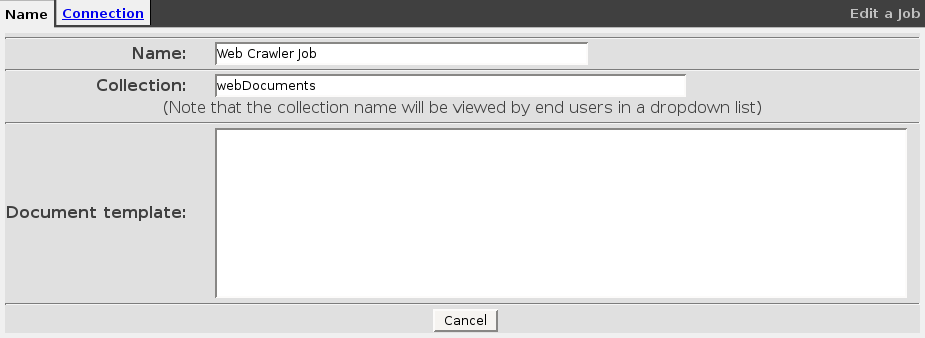 Name Connection Edit a Job
Name: Web Crawler Job
Collection: webDocuments
(Note that the collection name will be viewed by end users in a dropdown list)
Document template:
Cancel